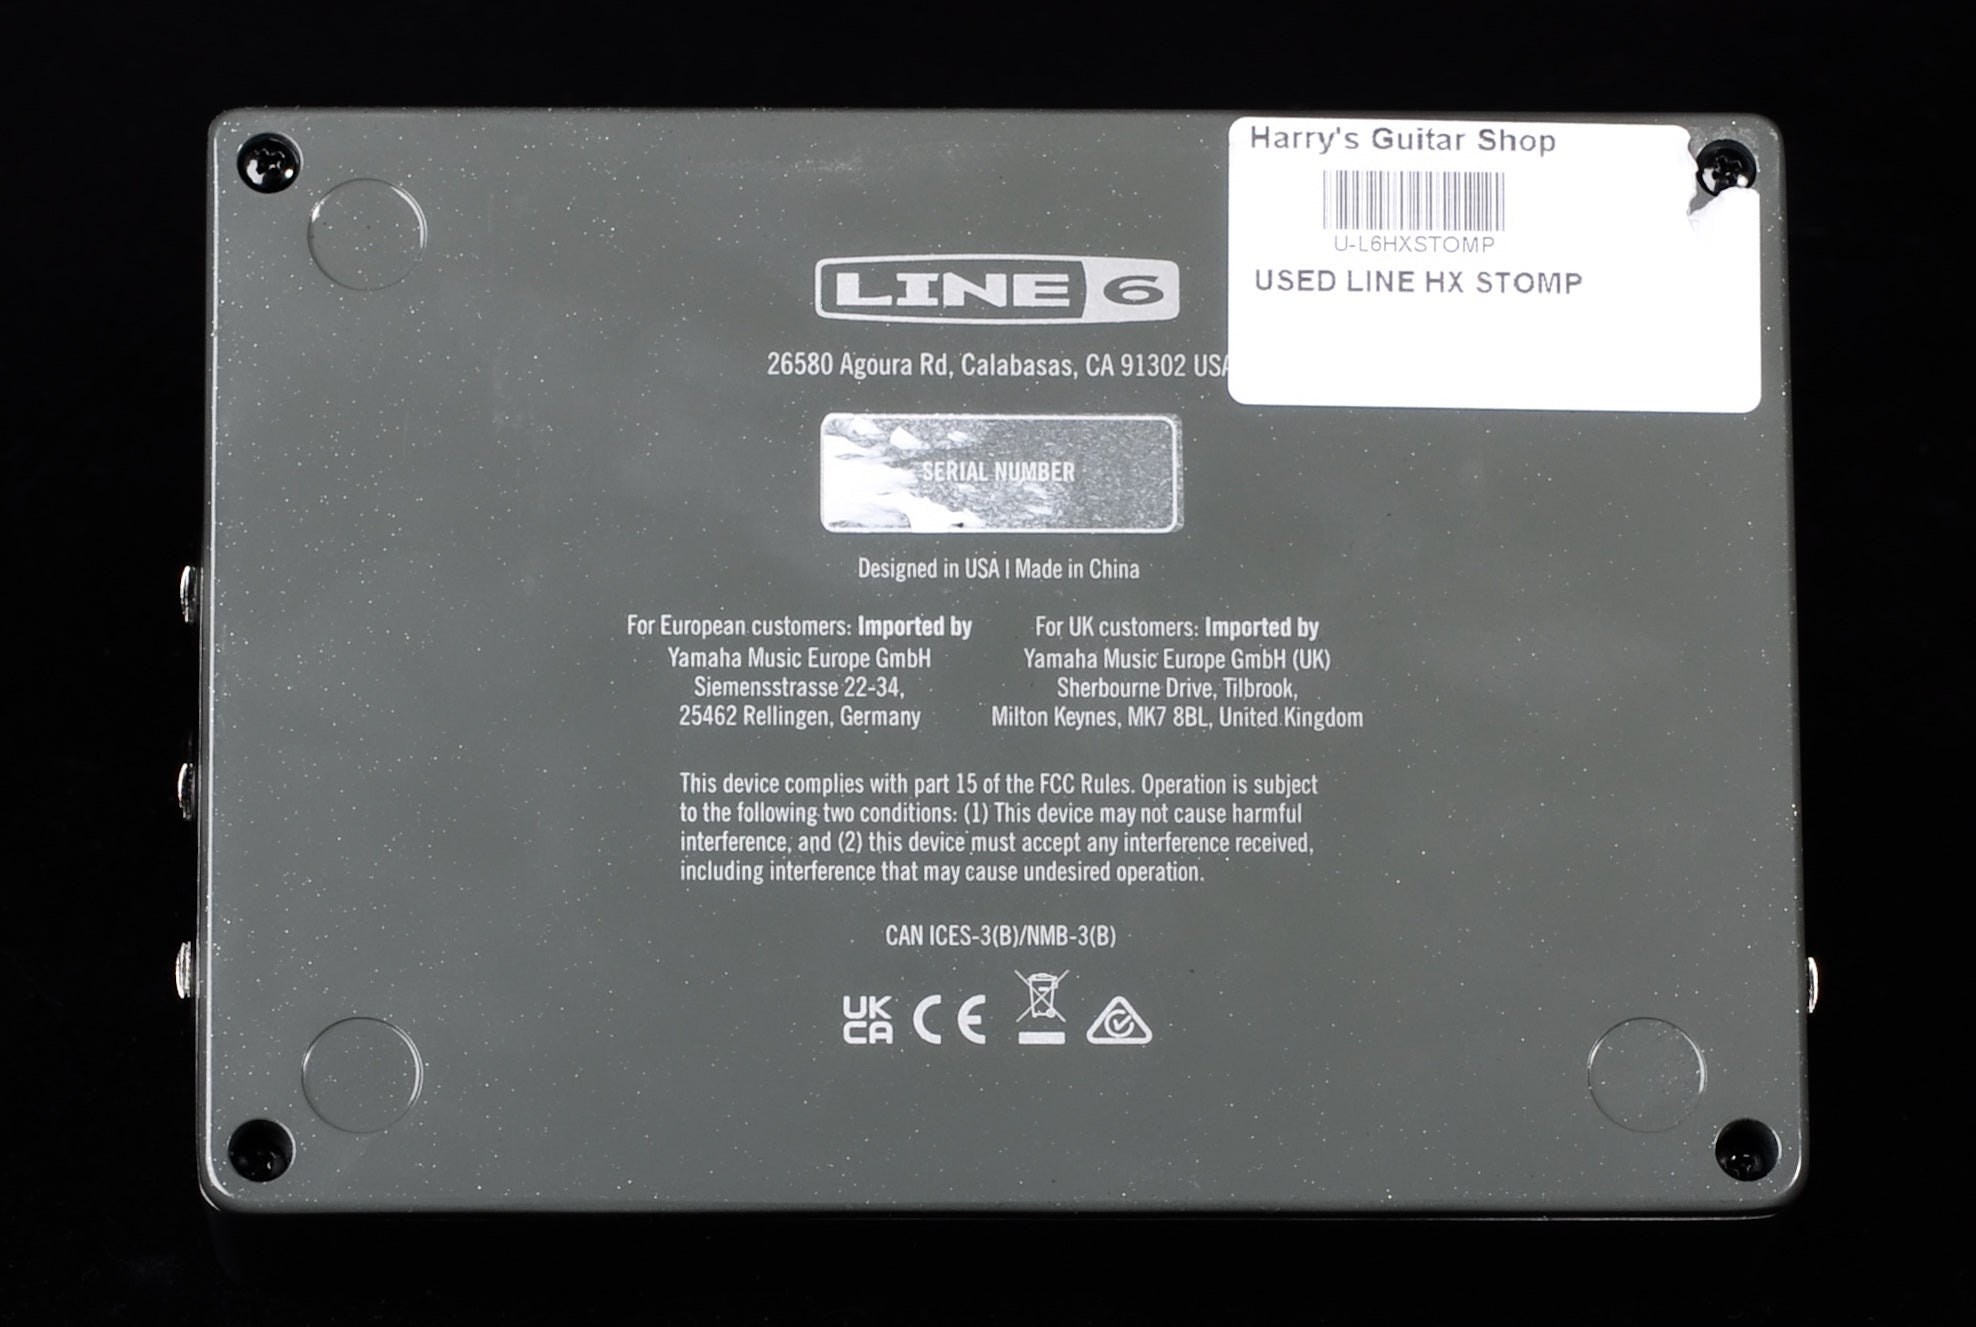 Harry's Guitar Shop
U-L6HXSTOMP
USED LINE HX STOMP
LINE 6
26580 Agoura Rd, Calabasas, CA 91302 USA
SERIAL NUMBER
Designed in USA | Made in China
For European customers: Imported by
Yamaha Music Europe GmbH
Siemensstrasse 22-34,
25462 Rellingen, Germany
For UK customers: Imported by
Yamaha Music Europe GmbH (UK)
Sherbourne Drive, Tilbrook,
Milton Keynes, MK7 8BL, United Kingdom
This device complies with part 15 of the FCC Rules. Operation is subject
to the following two conditions: (1) This device may not cause harmful
interference, and (2) this device must accept any interference received,
including interference that may cause undesired operation.
CAN ICES-3(B)/NMB-3(B)
UK
CA
CE